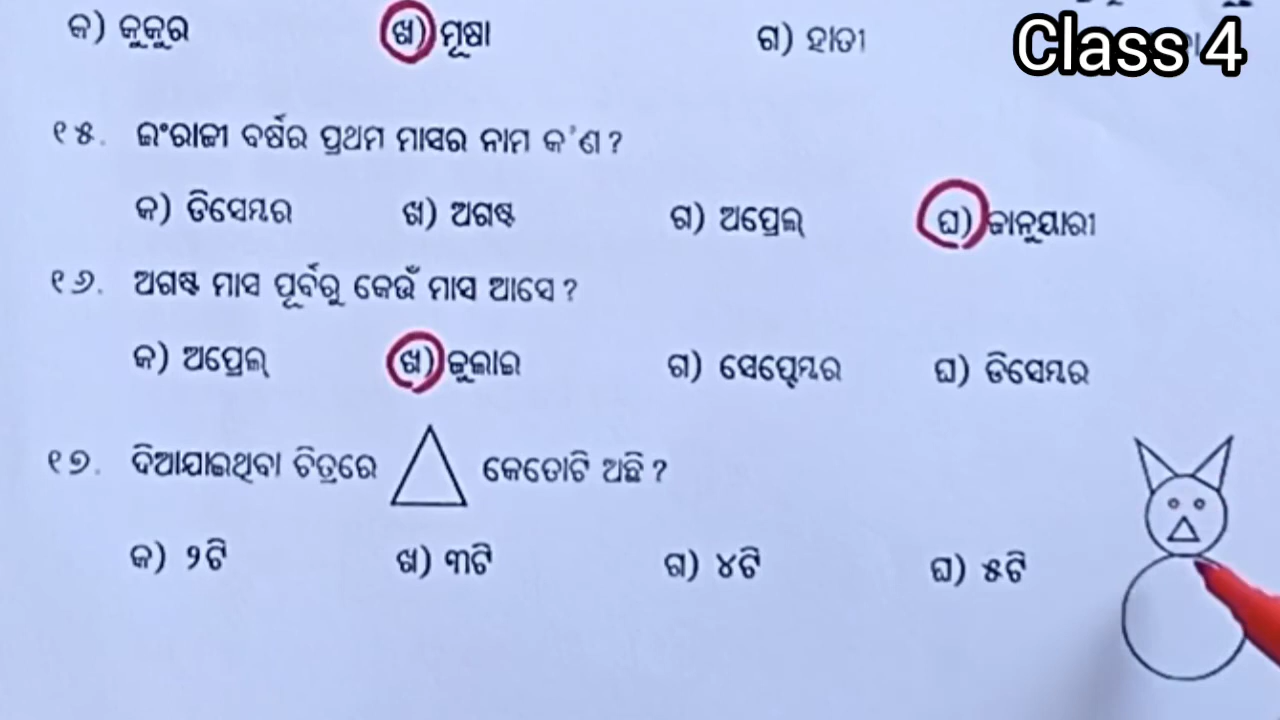 କ) କୁକୁର ଖ) ମୂଷା ଗ) ହାତୀ
Class 4
୧୫. ଇଂରାଜୀ ବର୍ଷର ପ୍ରଥମ ମାସର ନାମ କ'ଣ ?
କ) ଡିସେମ୍ବର ଖ) ଅଗଷ୍ଟ ଗ) ଅପ୍ରେଲ୍ ଘ) ଜାନୁୟାରୀ
୧୬. ଅଗଷ୍ଟ ମାସ ପୂର୍ବରୁ କେଉଁ ମାସ ଆସେ ?
କ) ଅପ୍ରେଲ୍ ଖ) ଜୁଲାଇ ଗ) ସେପ୍ଟେମ୍ବର ଘ) ଡିସେମ୍ବର
୧୭. ଦିଆଯାଇଥିବା ଚିତ୍ରରେ କେତୋଟି ଅଛି ?
କ) ୨ଟି ଖ) ୩ଟି ଗ) ୪ଟି ଘ) ୫ଟି